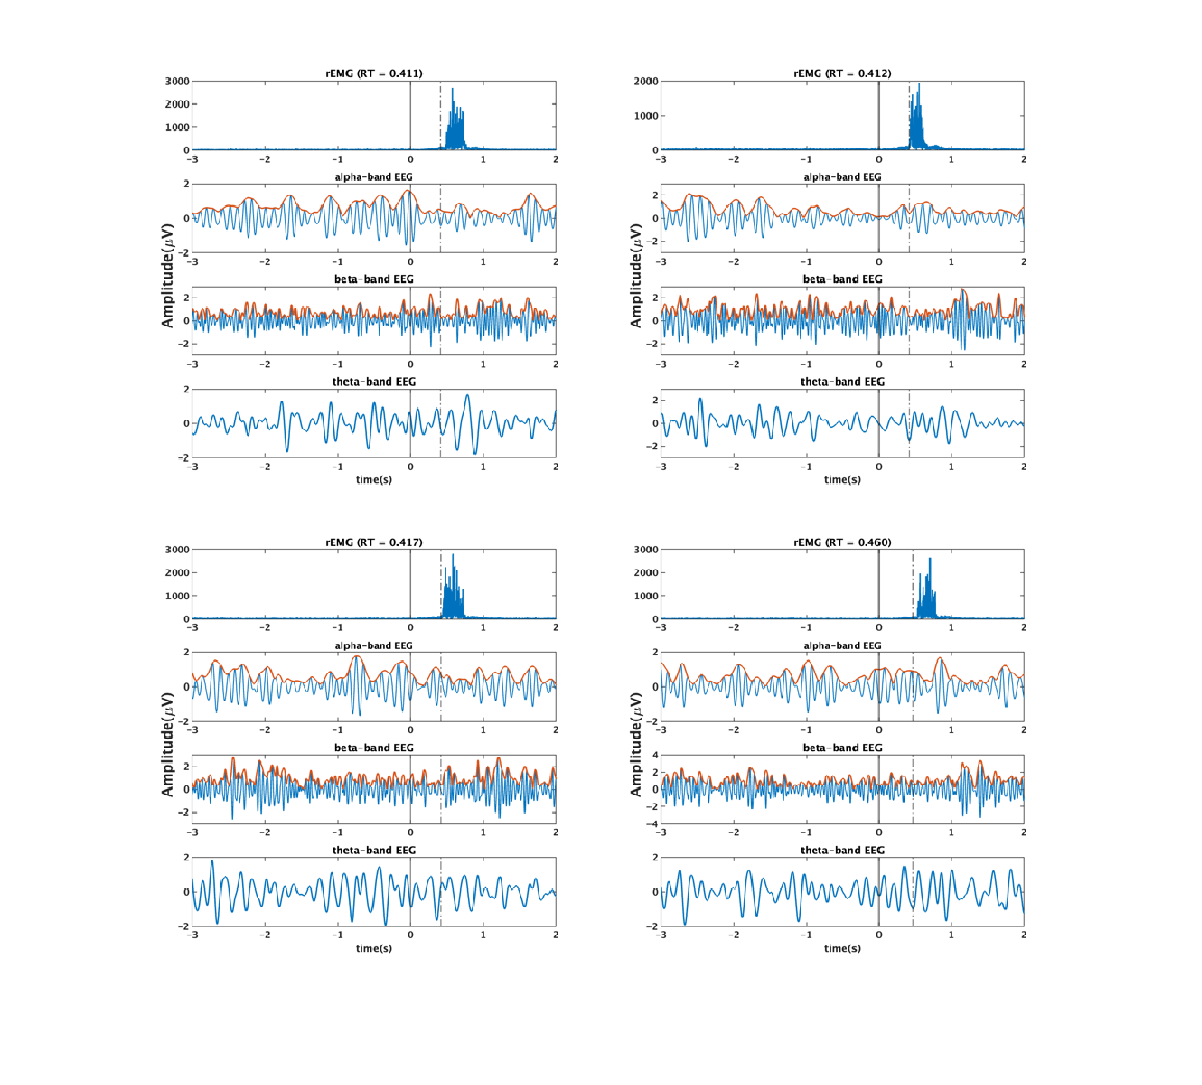 rEMG (RT = 0.411)
3000
2000
1000
0
-3 -2 -1 0 1 2
alpha-band EEG
2
0
-2
-3 -2 -1 0 1 2
beta-band EEG
2
0
-2
-3 -2 -1 0 1 2
theta-band EEG
2
0
-2
-3 -2 -1 0 1 2
time(s)
Amplitude(μV)
rEMG (RT = 0.412)
2000
1000
0
-3 -2 -1 0 1 2
alpha-band EEG
2
0
-2
-3 -2 -1 0 1 2
beta-band EEG
2
0
-2
-3 -2 -1 0 1 2
theta-band EEG
2
0
-2
-3 -2 -1 0 1 2
time(s)
Amplitude(μV)
rEMG (RT = 0.417)
3000
2000
1000
0
-3 -2 -1 0 1 2
alpha-band EEG
2
0
-2
-3 -2 -1 0 1 2
beta-band EEG
2
0
-2
-3 -2 -1 0 1 2
theta-band EEG
2
0
-2
-3 -2 -1 0 1 2
time(s)
Amplitude(μV)
rEMG (RT = 0.460)
3000
2000
1000
0
-3 -2 -1 0 1 2
alpha-band EEG
2
0
-2
-3 -2 -1 0 1 2
beta-band EEG
4
2
0
-2
-4
-3 -2 -1 0 1 2
theta-band EEG
2
0
-2
-3 -2 -1 0 1 2
time(s)
Amplitude(μV)